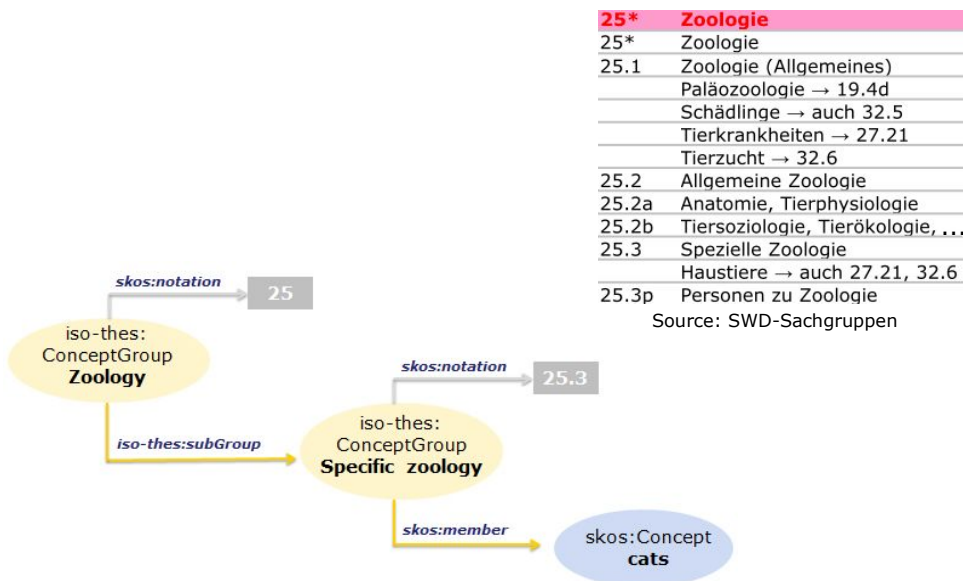 25* Zoologie
25* Zoologie
25.1 Zoologie (Allgemeines)
Paläozoologie → 19.4d
Schädlinge → auch 32.5
Tierkrankheiten → 27.21
Tierzucht → 32.6
25.2 Allgemeine Zoologie
25.2a Anatomie, Tierphysiologie
25.2b Tiersoziologie, Tierökologie, ...
25.3 Spezielle Zoologie
Haustiere → auch 27.21, 32.6
25.3p Personen zu Zoologie
Source: SWD-Sachgruppen
skos:notation
25
iso-thes:
ConceptGroup
Zoology
iso-thes:subGroup
skos:notation
25.3
iso-thes:
ConceptGroup
Specific zoology
skos:member
skos:Concept
cats